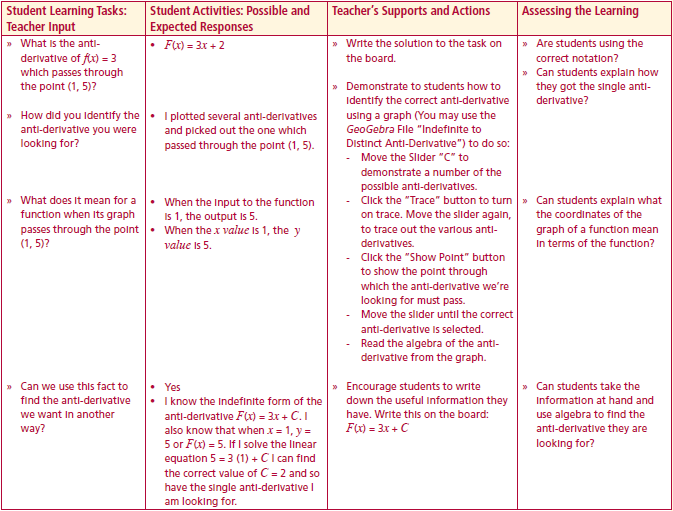 Student Learning Tasks:
Teacher Input
Student Activities: Possible and
Expected Responses
Teacher's Supports and Actions
Assessing the Learning
» What is the anti-
derivative of f(x) = 3
which passes through
the point (1, 5)?
• F(x) = 3x + 2
» Write the solution to the task on
the board.
» Are students using the
correct notation?
» Can students explain how
they got the single anti-
derivative?
» How did you identify the
anti-derivative you were
looking for?
• I plotted several anti-derivatives
and picked out the one which
passed through the point (1, 5).
» Demonstrate to students how to
identify the correct anti-derivative
using a graph (You may use the
GeoGebra File "Indefinite to
Distinct Anti-Derivative") to do so:
- Move the Slider "C" to
demonstrate a number of the
possible anti-derivatives.
- Click the "Trace" button to turn
on trace. Move the slider again,
to trace out the various anti-
derivatives.
- Click the "Show Point" button
to show the point through
which the anti-derivative we're
looking for must pass.
- Move the slider until the correct
anti-derivative is selected.
- Read the algebra of the anti-
derivative from the graph.
» What does it mean for a
function when its graph
passes through the point
(1, 5)?
• When the input to the function
is 1, the output is 5.
• When the x value is 1, the y
value is 5.
» Can students explain what
the coordinates of the
graph of a function mean
in terms of the function?
» Can we use this fact to
find the anti-derivative
we want in another
way?
• Yes
• I know the indefinite form of the
anti-derivative F(x) = 3x + C. I
also know that when x = 1, y =
5 or F(x) = 5. If I solve the linear
equation 5 = 3 (1) + C I can find
the correct value of C = 2 and so
have the single anti-derivative I
am looking for.
» Encourage students to write
down the useful information they
have. Write this on the board:
F(x) = 3x + C
» Can students take the
information at hand and
use algebra to find the
anti-derivative they are
looking for?